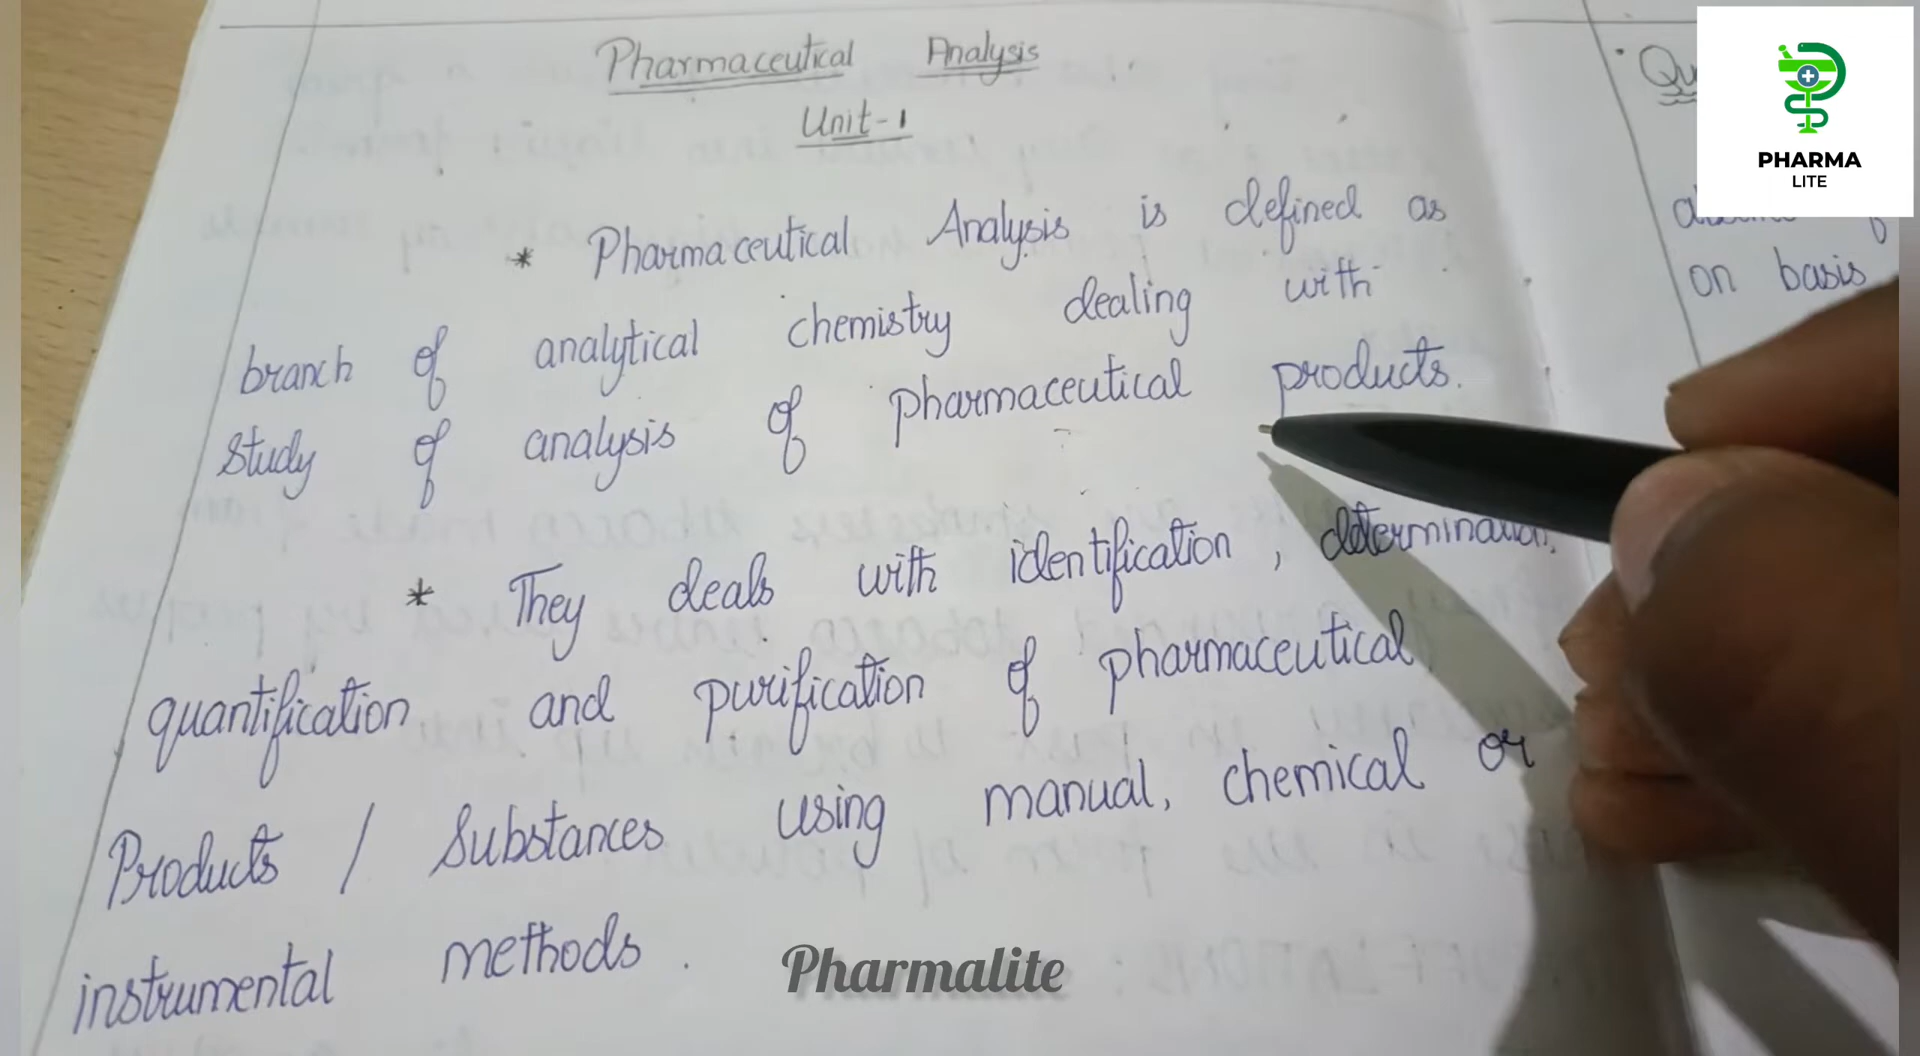 Pharmaceutical Analysis
Unit-1
* Pharmaceutical Analysis is defined as
branch of analytical chemistry dealing with
study of analysis of pharmaceutical products.
* They deals with identification, determination,
quantification and purification of pharmaceutical
Products / Substances using manual, chemical or
instrumental methods.
on basis
PHARMA
LITE
Pharmalite